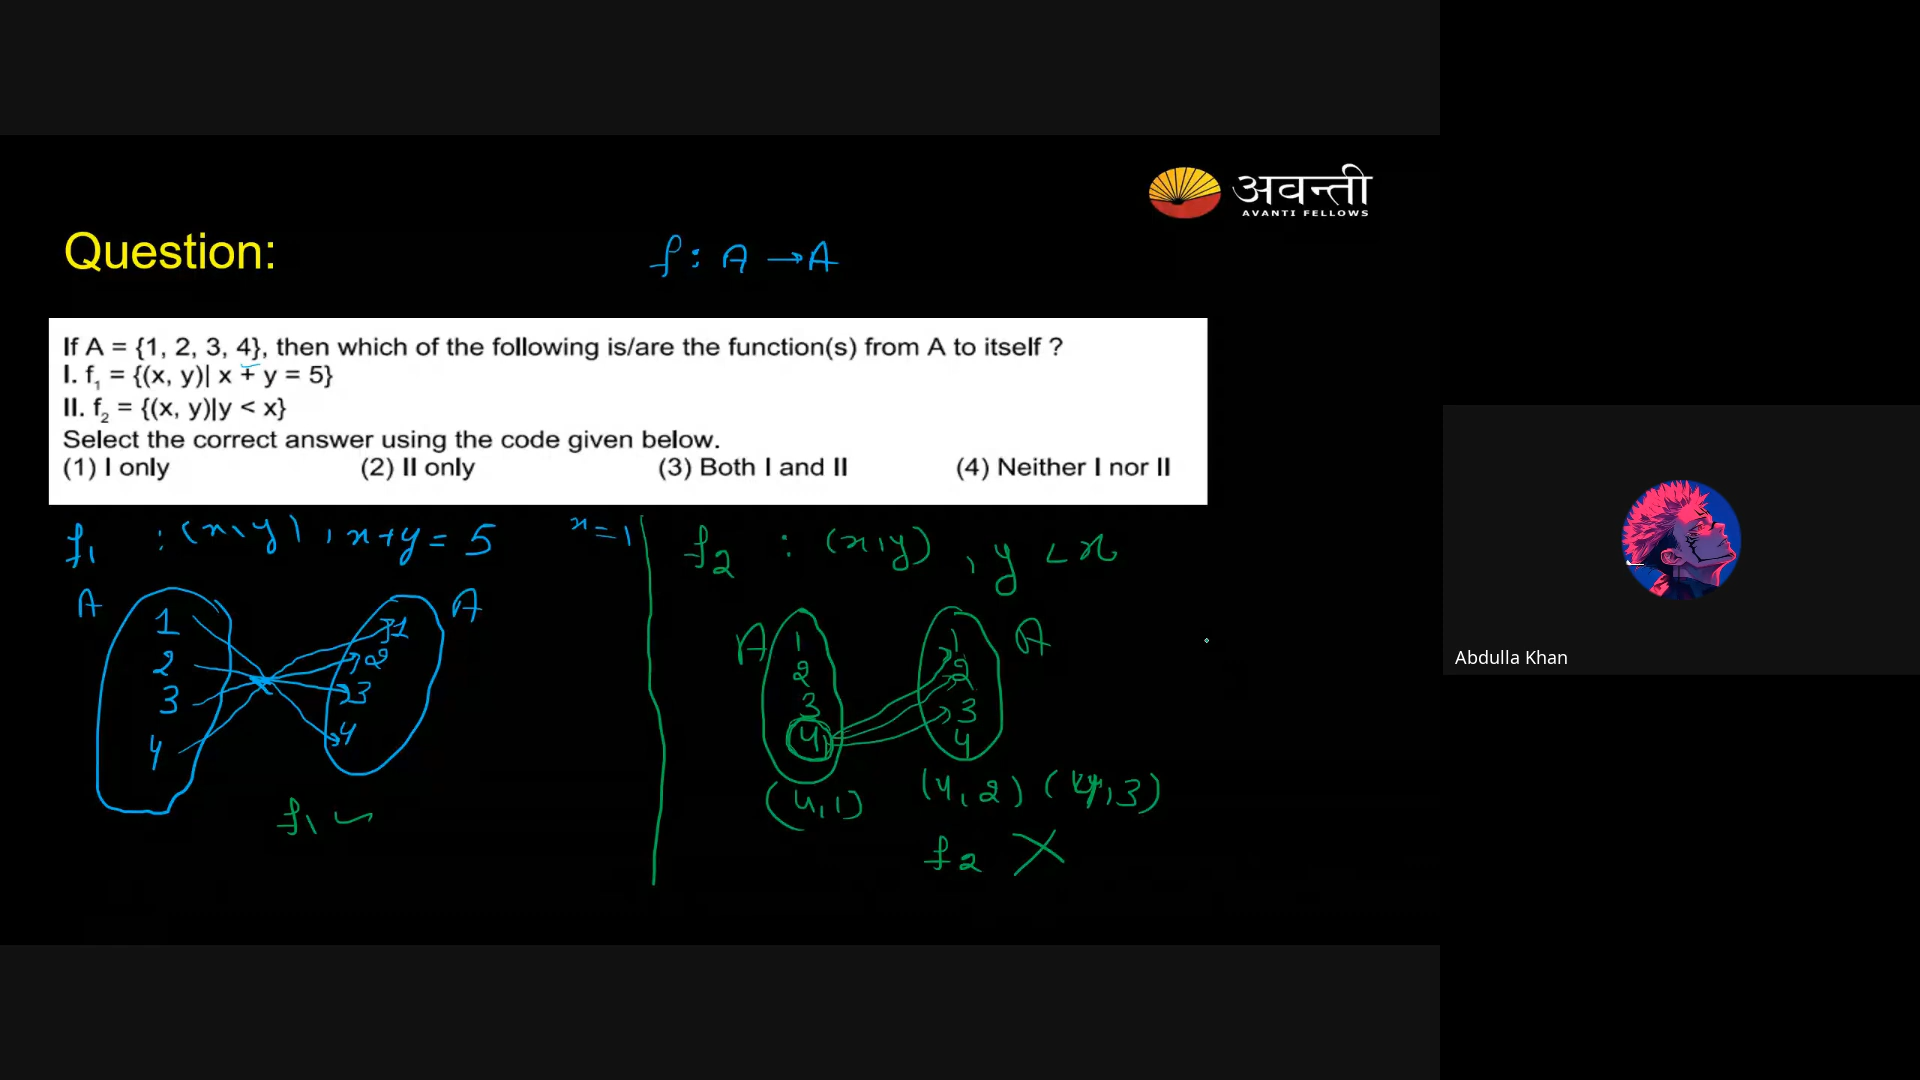 अवन्ती
AVANTI FELLOWS
Question:
f : A → A
If A = {1, 2, 3, 4}, then which of the following is/are the function(s) from A to itself ?
I. f₁ = {(x, y)| x + y = 5}
II. f₂ = {(x, y)|y < x}
Select the correct answer using the code given below.
(1) I only (2) II only (3) Both I and II (4) Neither I nor II
f₁ : (x, y) , x + y = 5 x = 1
A A
1 1
2 2
3 3
4 4
f₁ ✓
f₂ : (x, y) , y < x
A A
1 1
2 2
3 3
4 4
(4, 1) (4, 2) (4, 3)
f₂ X
Abdulla Khan